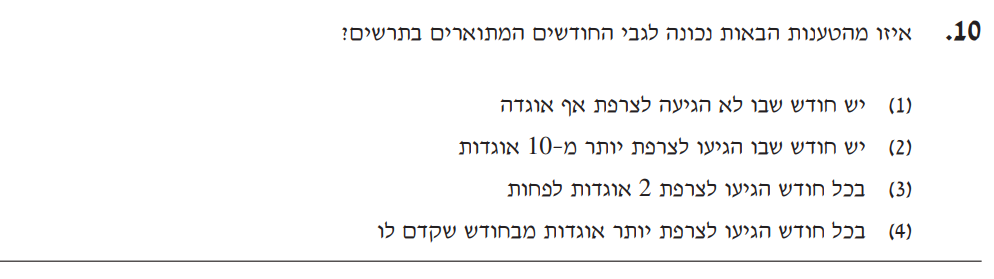 10. איזו מהטענות הבאות נכונה לגבי החודשים המתוארים בתרשים?
(1) יש חודש שבו לא הגיעה לצרפת אף אוגדה
(2) יש חודש שבו הגיעו לצרפת יותר מ-10 אוגדות
(3) בכל חודש הגיעו לצרפת 2 אוגדות לפחות
(4) בכל חודש הגיעו לצרפת יותר אוגדות מבחודש שקדם לו